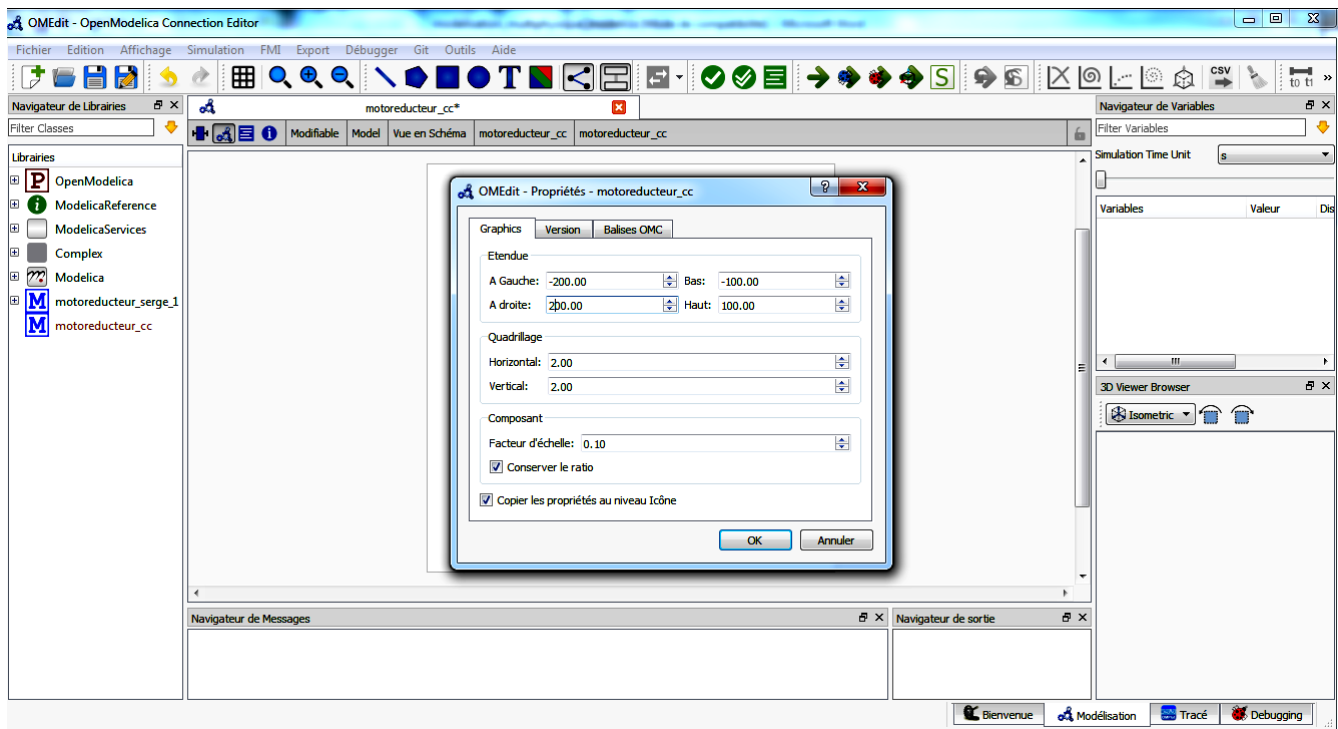 OMEdit - OpenModelica Connection Editor
Fichier Edition Affichage Simulation FMI Export Débugger Git Outils Aide
T S CSV to t1 »
Navigateur de Librairies
Filter Classes
Librairies
P OpenModelica
i ModelicaReference
ModelicaServices
Complex
m Modelica
M motoreducteur_serge_1
M motoreducteur_cc
motoreducteur_cc*
Modifiable Model Vue en Schéma motoreducteur_cc motoreducteur_cc
OMEdit - Propriétés - motoreducteur_cc
Graphics Version Balises OMC
Etendue
A Gauche: -200.00 Bas: -100.00
A droite: 200.00 Haut: 100.00
Quadrillage
Horizontal: 2.00
Vertical: 2.00
Composant
Facteur d'échelle: 0.10
Conserver le ratio
Copier les propriétés au niveau Icône
OK Annuler
Navigateur de Variables
Filter Variables
Simulation Time Unit s
Variables Valeur Dis
3D Viewer Browser
Isometric
Navigateur de Messages
Navigateur de sortie
Bienvenue Modélisation Tracé Debugging